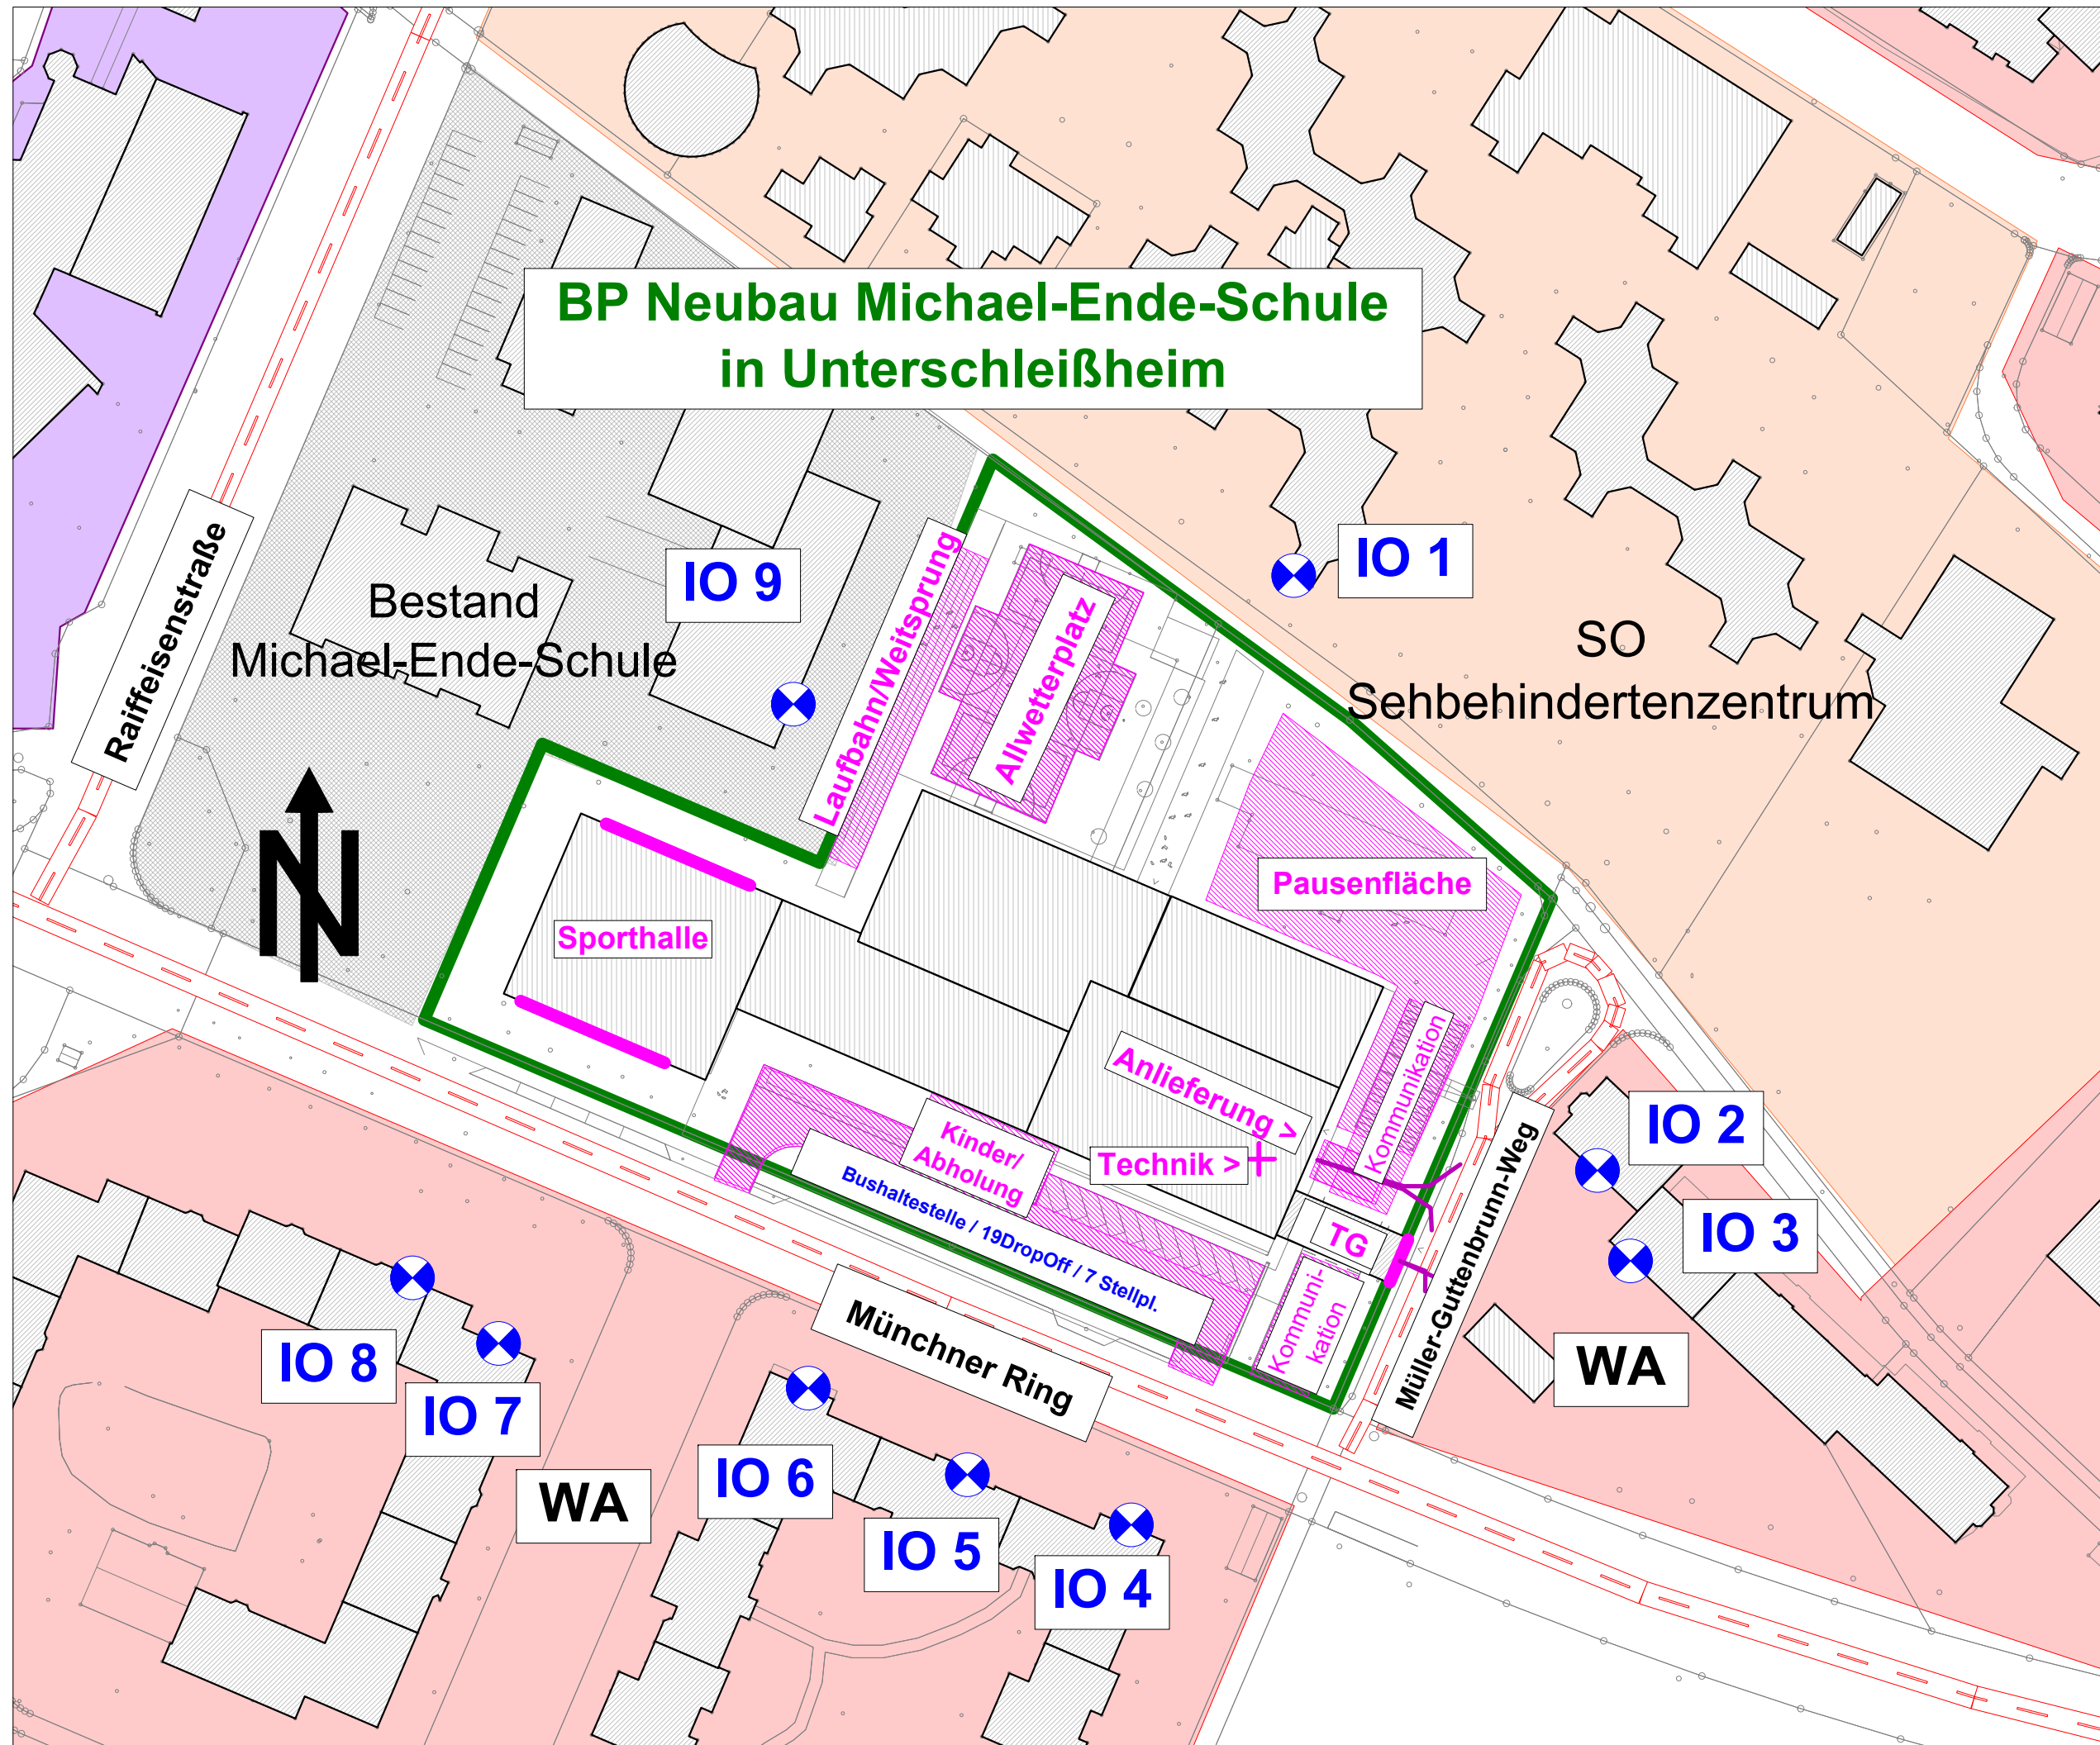 BP Neubau Michael-Ende-Schule
in Unterschleißheim
Raiffeisenstraße
Bestand
Michael-Ende-Schule
IO 9
Laufbahn/Weitsprung
Allwetterplatz
IO 1
SO
Sehbehindertenzentrum
N
Pausenfläche
Sporthalle
Anlieferung >
Kommunikation
Technik >
Kinder/
Abholung
Bushaltestelle / 19DropOff / 7 Stellpl.
TG
Kommuni-
kation
Müller-Guttenbrunn-Weg
IO 2
IO 3
WA
Münchner Ring
IO 8
IO 7
WA
IO 6
IO 5
IO 4